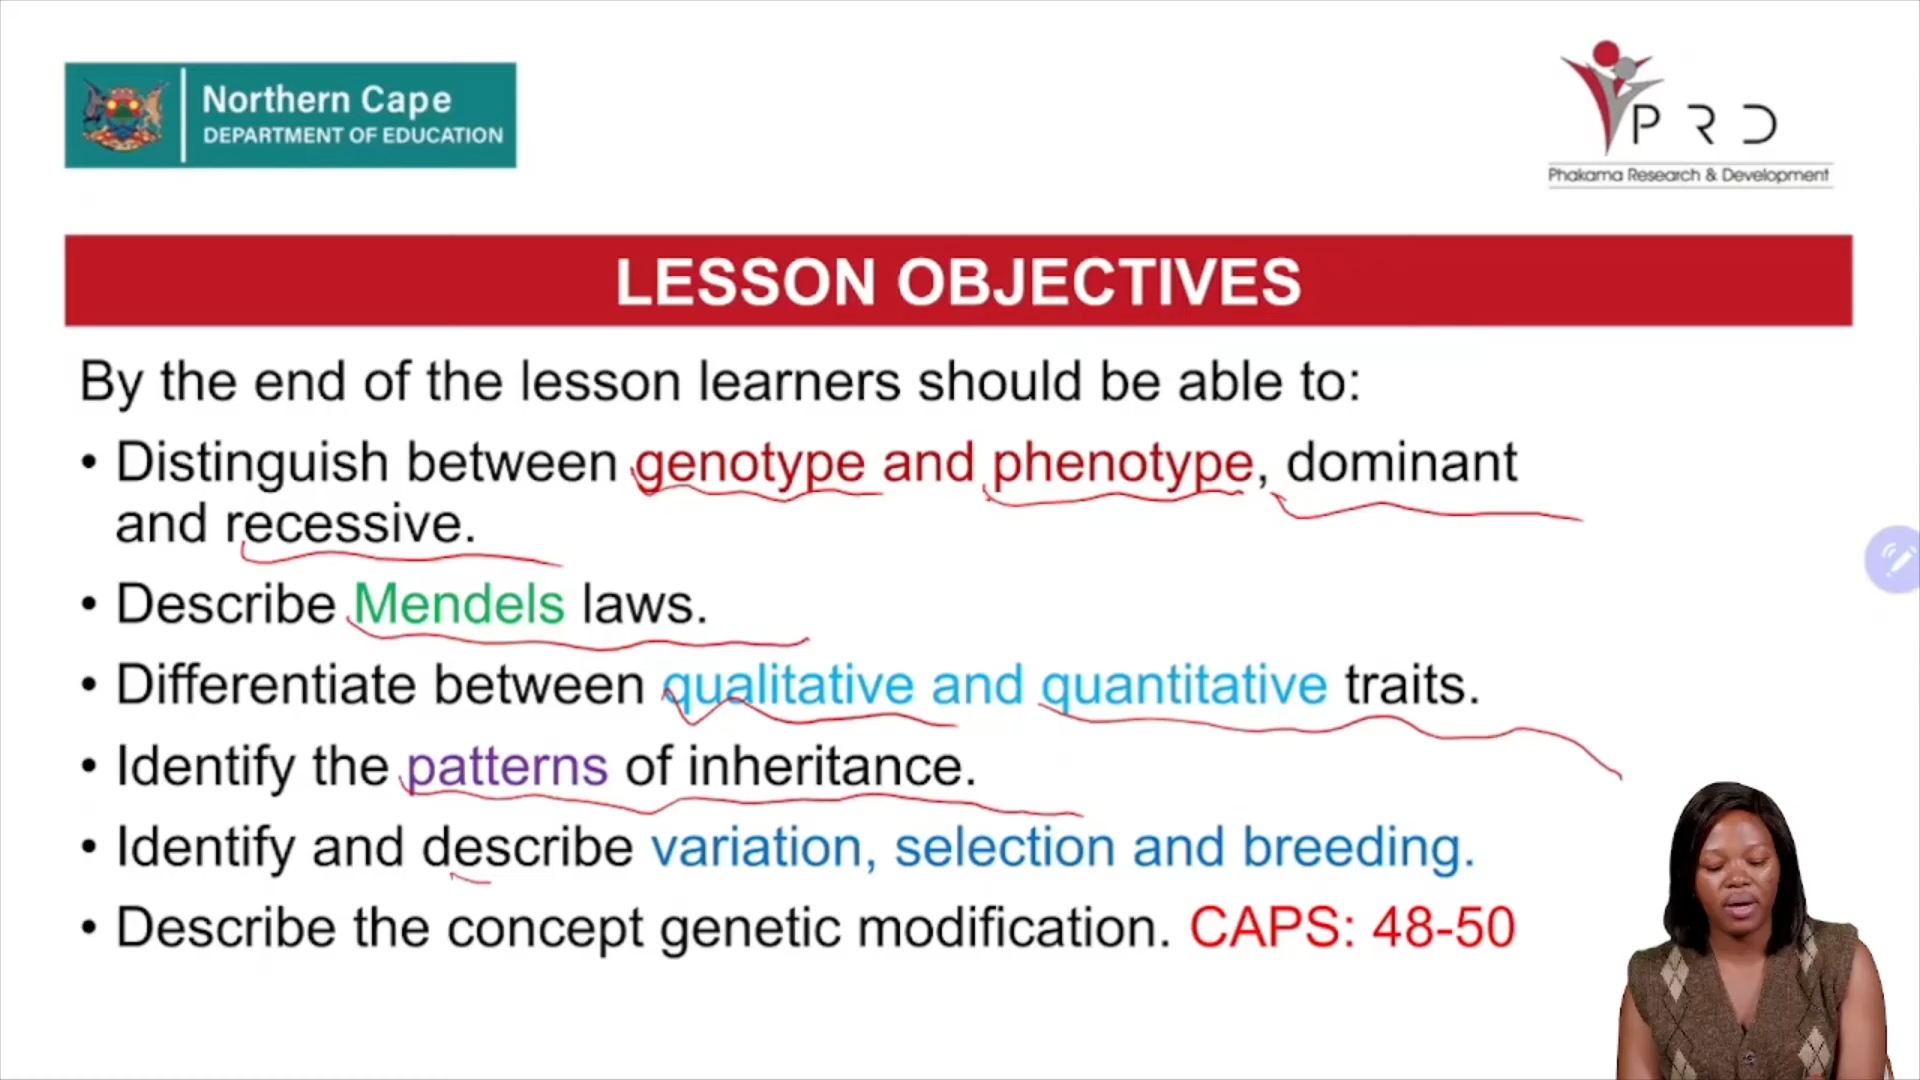 Northern Cape
DEPARTMENT OF EDUCATION
P R D
Phakama Research & Development
LESSON OBJECTIVES
By the end of the lesson learners should be able to:
• Distinguish between genotype and phenotype, dominant
and recessive.
• Describe Mendels laws.
• Differentiate between qualitative and quantitative traits.
• Identify the patterns of inheritance.
• Identify and describe variation, selection and breeding.
• Describe the concept genetic modification. CAPS: 48-50